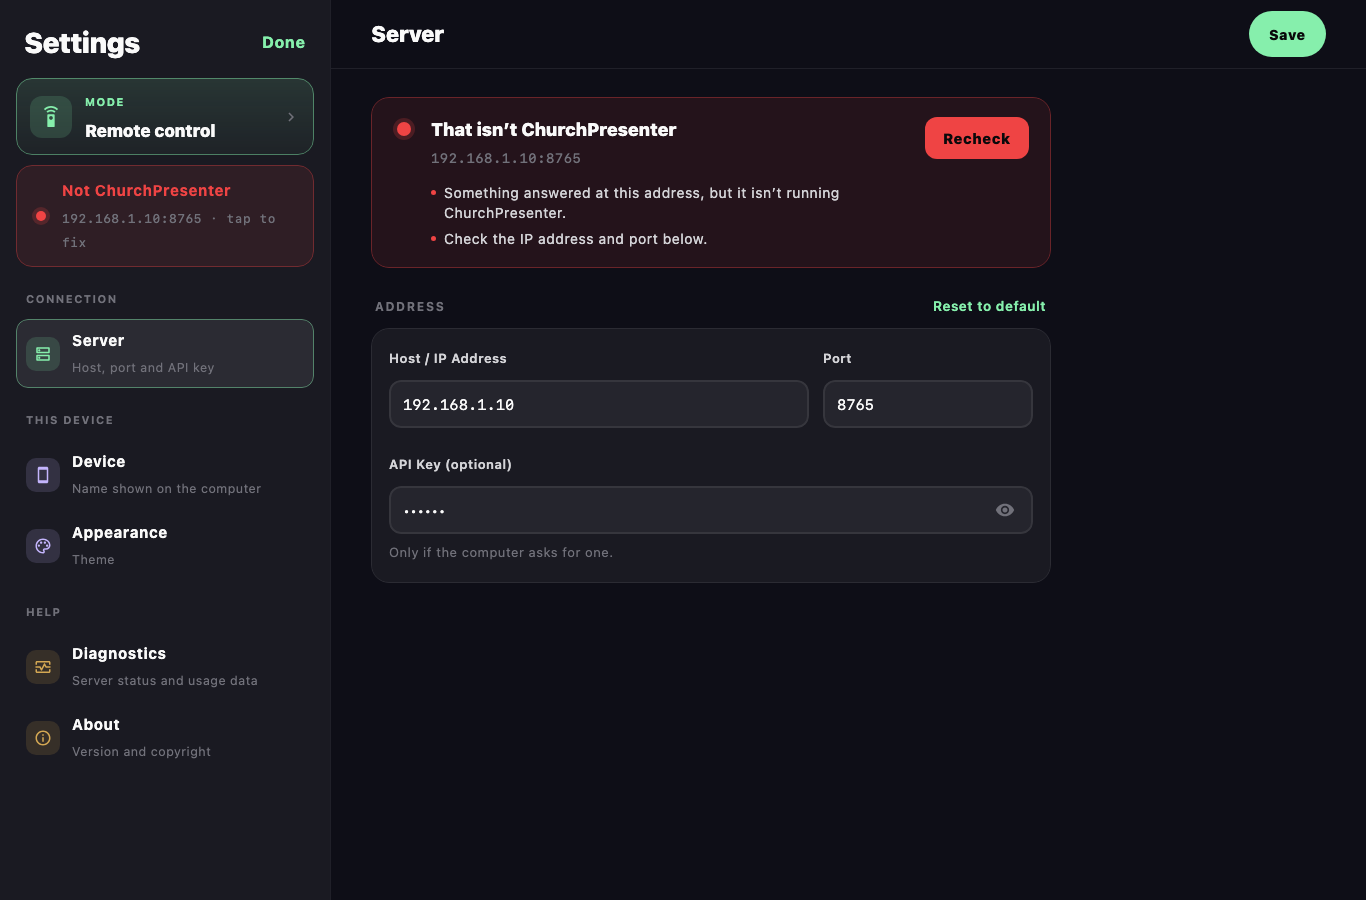 Settings
Done
MODE
Remote control
Not ChurchPresenter
192.168.1.10:8765 · tap to
fix
CONNECTION
Server
Host, port and API key
THIS DEVICE
Device
Name shown on the computer
Appearance
Theme
HELP
Diagnostics
Server status and usage data
About
Version and copyright
Server
Save
That isn’t ChurchPresenter
192.168.1.10:8765
Recheck
• Something answered at this address, but it isn’t running
ChurchPresenter.
• Check the IP address and port below.
ADDRESS
Reset to default
Host / IP Address
Port
192.168.1.10
8765
API Key (optional)
••••••
Only if the computer asks for one.